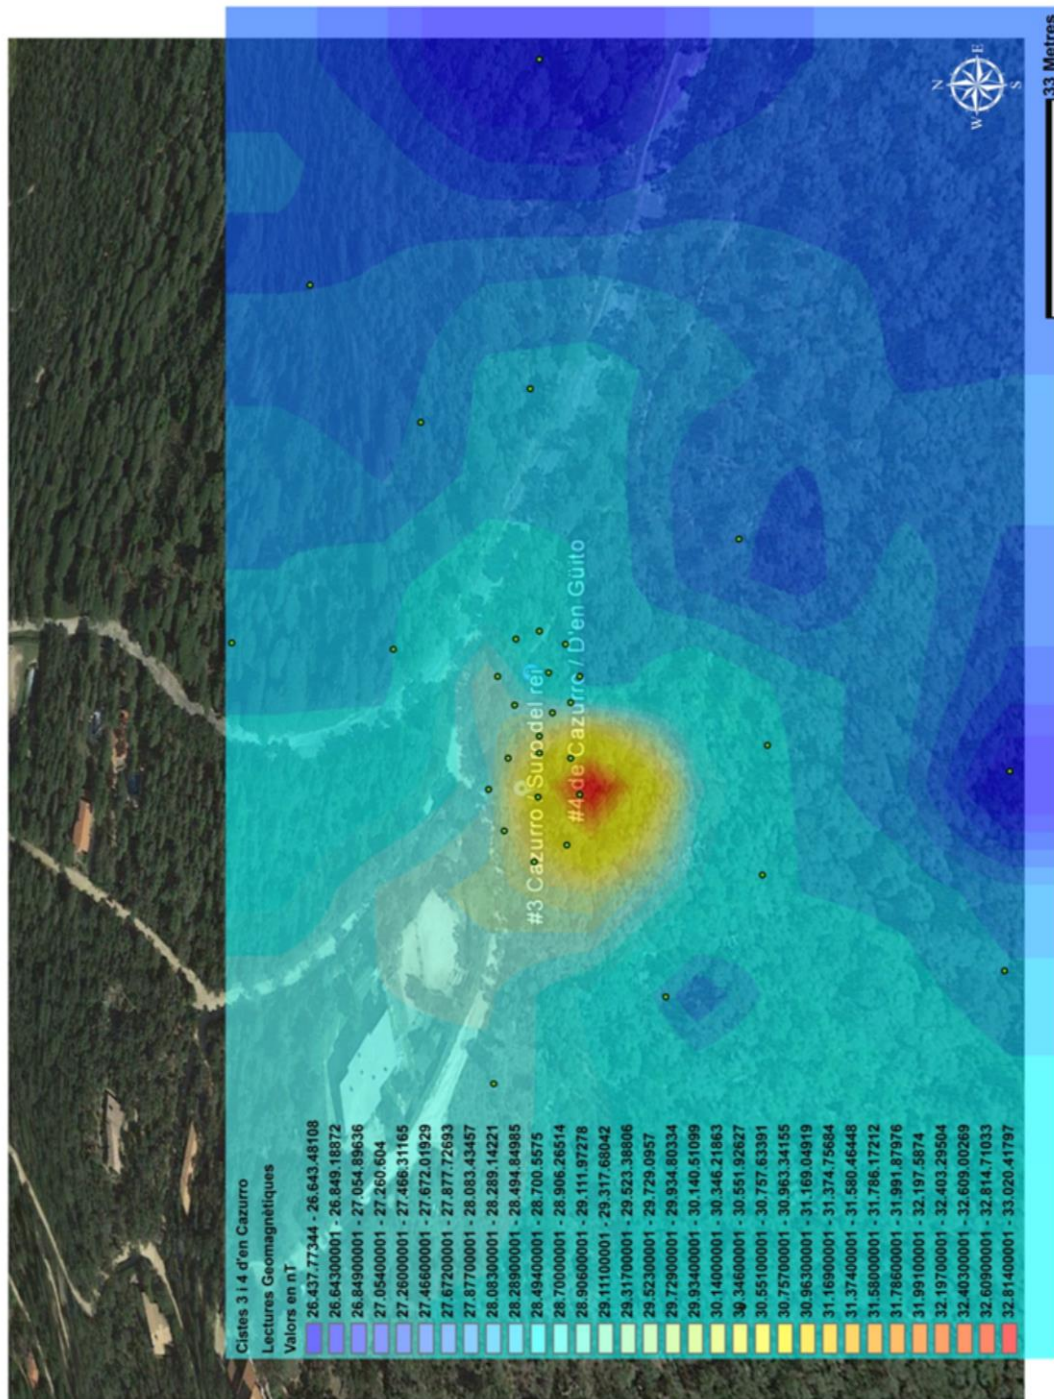 Cistes 3 i 4 d'en Cazurro
Lectures Geomagnètiques
Valors en nT
26.437.77344 - 26.643.48108
26.643000001 - 26.849.18872
26.849000001 - 27.054.89636
27.054000001 - 27.260.604
27.260000001 - 27.466.31165
27.466000001 - 27.672.01929
27.672000001 - 27.877.72693
27.877000001 - 28.083.43457
28.083000001 - 28.289.14221
28.289000001 - 28.494.84985
28.494000001 - 28.700.5575
28.700000001 - 28.906.26514
28.906000001 - 29.111.97278
29.111000001 - 29.317.68042
29.317000001 - 29.523.38806
29.523000001 - 29.729.0957
29.729000001 - 29.934.80334
29.934000001 - 30.140.51099
30.140000001 - 30.346.21863
30.346000001 - 30.551.92627
30.551000001 - 30.757.63391
30.757000001 - 30.963.34155
30.963000001 - 31.169.04919
31.169000001 - 31.374.75684
31.374000001 - 31.580.46448
31.580000001 - 31.786.17212
31.786000001 - 31.991.87976
31.991000001 - 32.197.5874
32.197000001 - 32.403.29504
32.403000001 - 32.609.00269
32.609000001 - 32.814.71033
32.814000001 - 33.020.41797
#3 Cazurro / Suro del rei
#4 de Cazurro / D'en Güito
N
W E
S
33 Metres